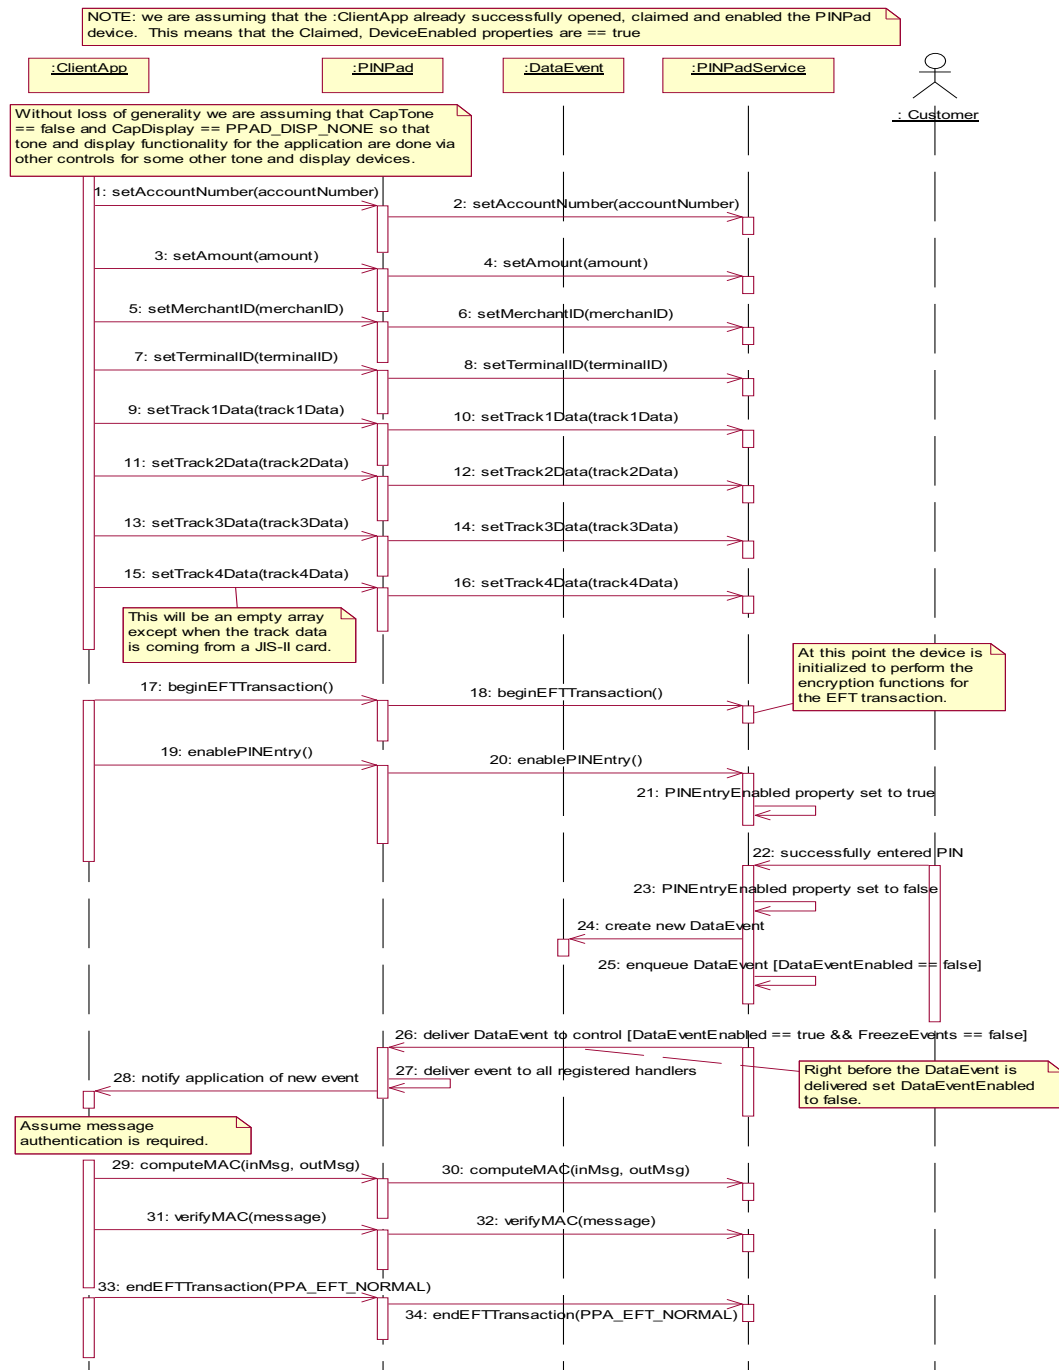 NOTE: we are assuming that the :ClientApp already successfully opened, claimed and enabled the PINPad
device.  This means that the Claimed, DeviceEnabled properties are == true
:ClientApp
:PINPad
:DataEvent
:PINPadService
: Customer
Without loss of generality we are assuming that CapTone
== false and CapDisplay == PPAD_DISP_NONE so that
tone and display functionality for the application are done via
other controls for some other tone and display devices.
1: setAccountNumber(accountNumber)
2: setAccountNumber(accountNumber)
3: setAmount(amount)
4: setAmount(amount)
5: setMerchantID(merchanID)
6: setMerchantID(merchanID)
7: setTerminalID(terminalID)
8: setTerminalID(terminalID)
9: setTrack1Data(track1Data)
10: setTrack1Data(track1Data)
11: setTrack2Data(track2Data)
12: setTrack2Data(track2Data)
13: setTrack3Data(track3Data)
14: setTrack3Data(track3Data)
15: setTrack4Data(track4Data)
16: setTrack4Data(track4Data)
This will be an empty array
except when the track data
is coming from a JIS-II card.
At this point the device is
initialized to perform the
encryption functions for
the EFT transaction.
17: beginEFTTransaction()
18: beginEFTTransaction()
19: enablePINEntry()
20: enablePINEntry()
21: PINEntryEnabled property set to true
22: successfully entered PIN
23: PINEntryEnabled property set to false
24: create new DataEvent
25: enqueue DataEvent [DataEventEnabled == false]
26: deliver DataEvent to control [DataEventEnabled == true && FreezeEvents == false]
27: deliver event to all registered handlers
28: notify application of new event
Right before the DataEvent is
delivered set DataEventEnabled
to false.
Assume message
authentication is required.
29: computeMAC(inMsg, outMsg)
30: computeMAC(inMsg, outMsg)
31: verifyMAC(message)
32: verifyMAC(message)
33: endEFTTransaction(PPA_EFT_NORMAL)
34: endEFTTransaction(PPA_EFT_NORMAL)